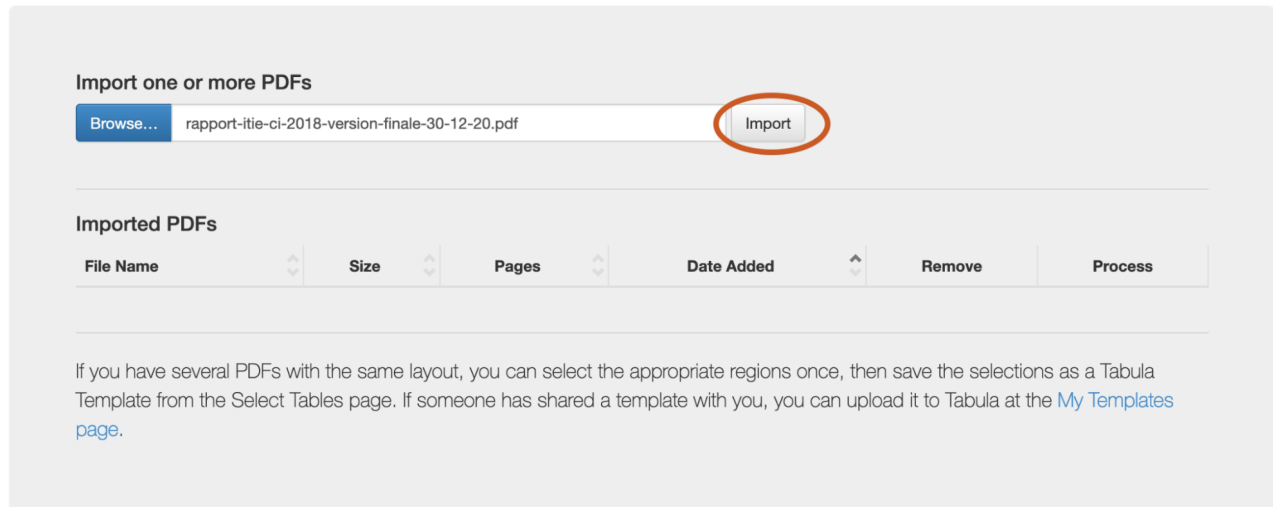 Import one or more PDFs
Browse... rapport-itie-ci-2018-version-finale-30-12-20.pdf Import
Imported PDFs
File Name Size Pages Date Added Remove Process
If you have several PDFs with the same layout, you can select the appropriate regions once, then save the selections as a Tabula
Template from the Select Tables page. If someone has shared a template with you, you can upload it to Tabula at the My Templates
page.